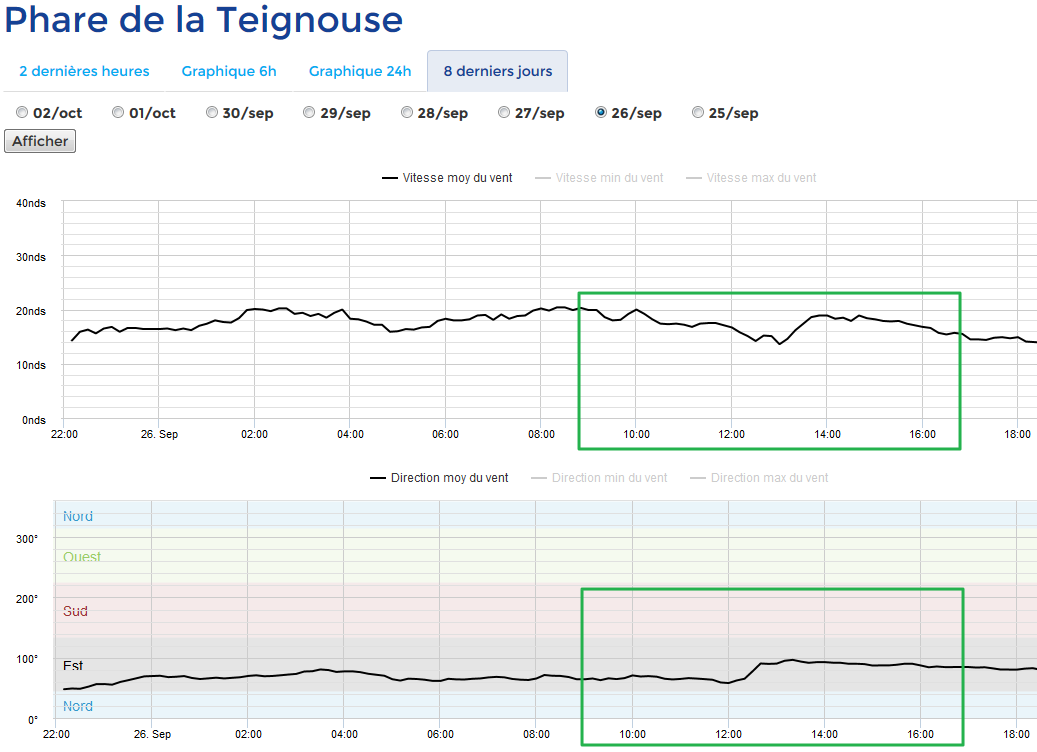 Phare de la Teignouse
2 dernières heures Graphique 6h Graphique 24h 8 derniers jours
02/oct 01/oct 30/sep 29/sep 28/sep 27/sep 26/sep 25/sep
Afficher
Vitesse moy du vent Vitesse min du vent Vitesse max du vent
40nds
30nds
20nds
10nds
0nds
22:00 26. Sep 02:00 04:00 06:00 08:00 10:00 12:00 14:00 16:00 18:00
Direction moy du vent Direction min du vent Direction max du vent
Nord
300°
Ouest
200°
Sud
100°
Est
Nord
0°
22:00 26. Sep 02:00 04:00 06:00 08:00 10:00 12:00 14:00 16:00 18:00